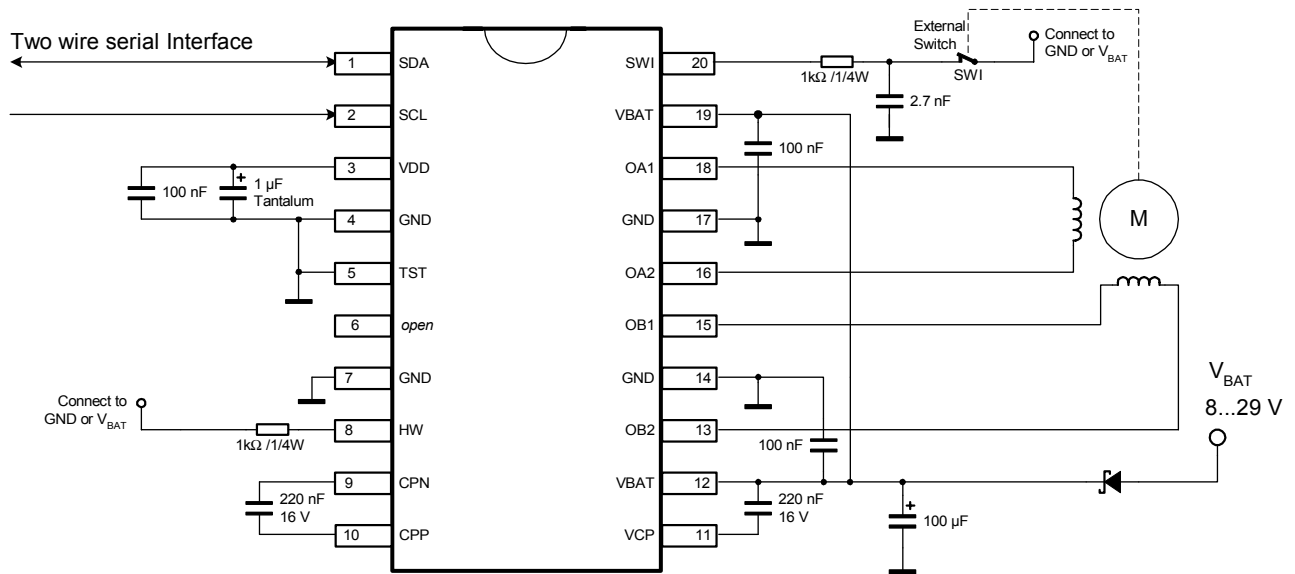 Two wire serial Interface
1 SDA
2 SCL
3 VDD
4 GND
5 TST
6 open
7 GND
8 HW
9 CPN
10 CPP
SWI 20
VBAT 19
OA1 18
GND 17
OA2 16
OB1 15
GND 14
OB2 13
VBAT 12
VCP 11
100 nF
+
1 µF
Tantalum
Connect to
GND or VBAT
1kΩ /1/4W
220 nF
16 V
1kΩ /1/4W
External
Switch
SWI
Connect to
GND or VBAT
2.7 nF
100 nF
M
100 nF
220 nF
16 V
+
100 µF
VBAT
8...29 V